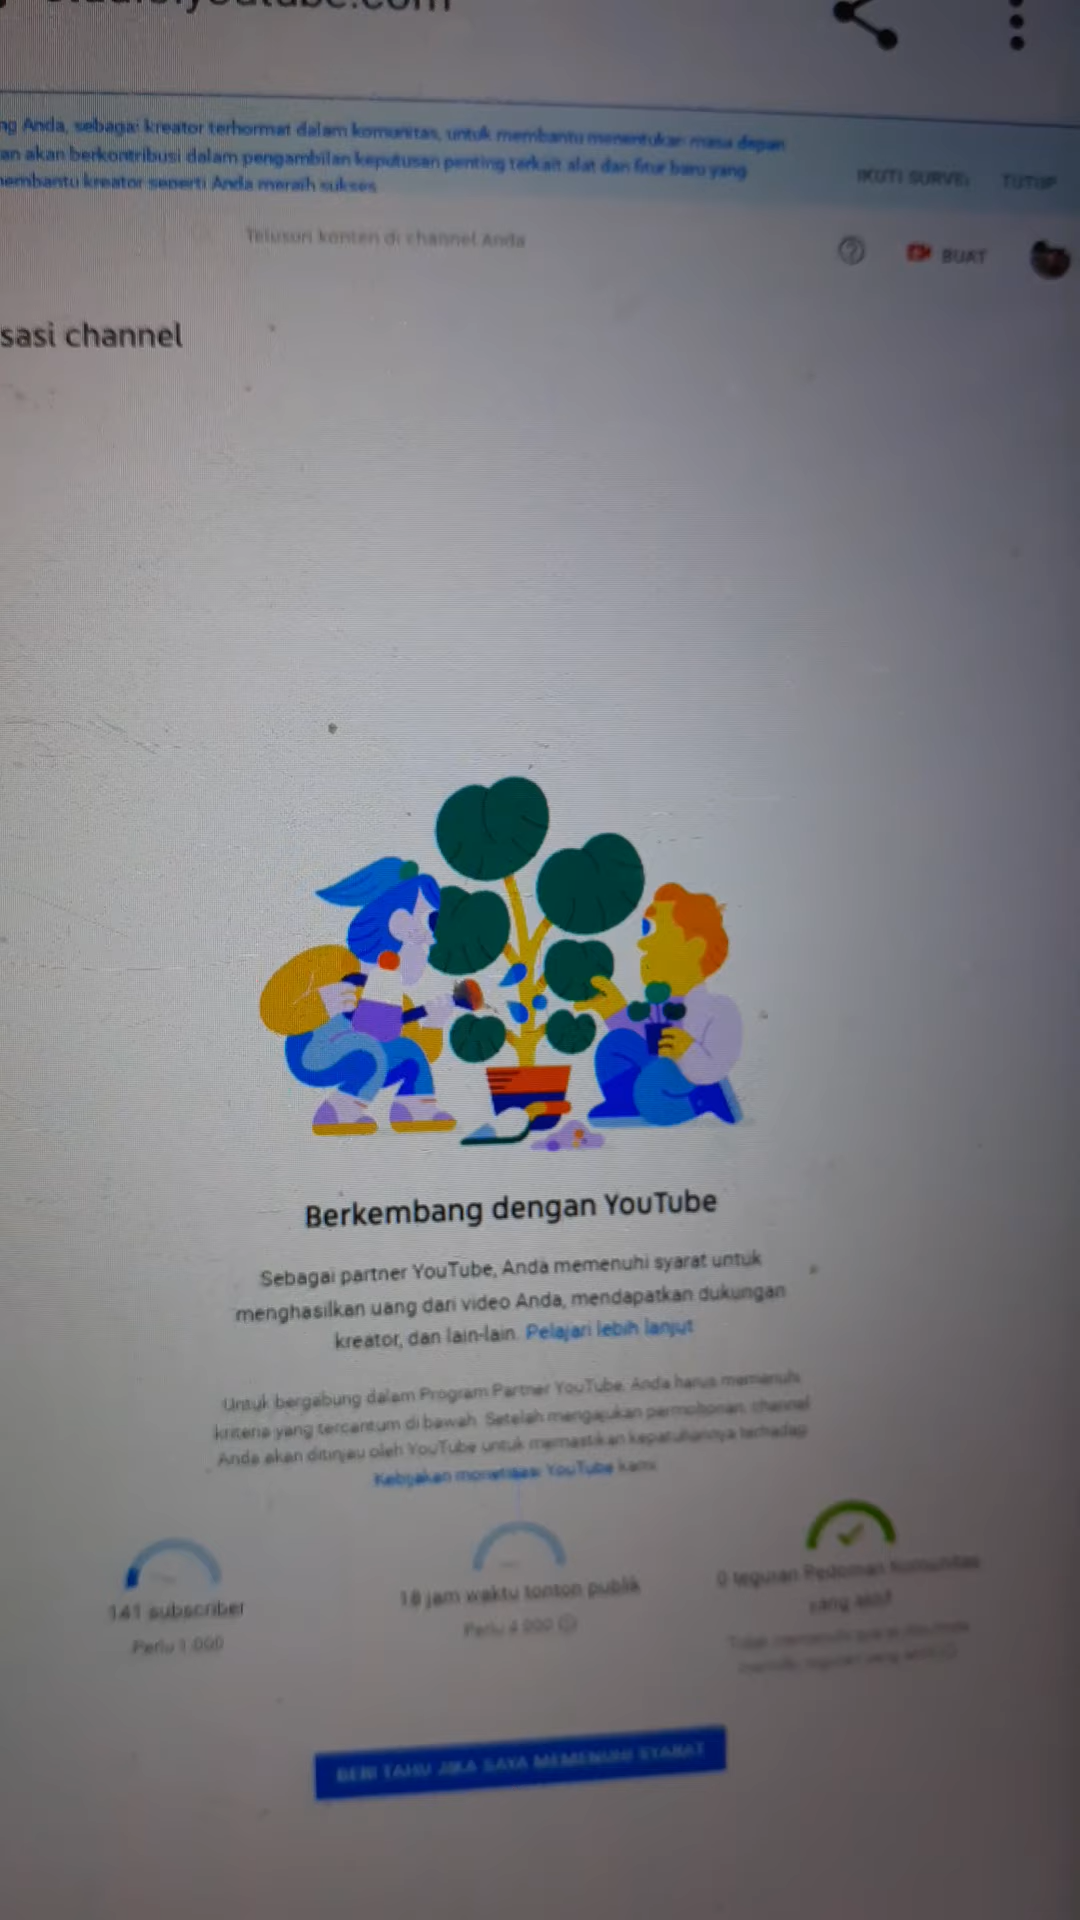 studio.youtube.com
ng Anda, sebagai kreator terhormat dalam komunitas, untuk membantu menentukan masa depan
an akan berkontribusi dalam pengambilan keputusan penting terkait alat dan fitur baru yang
membantu kreator seperti Anda meraih sukses
IKUTI SURVEI TUTUP
Telusuri konten di channel Anda
BUAT
sasi channel
Berkembang dengan YouTube
Sebagai partner YouTube, Anda memenuhi syarat untuk
menghasilkan uang dari video Anda, mendapatkan dukungan
kreator, dan lain-lain. Pelajari lebih lanjut
Untuk bergabung dalam Program Partner YouTube, Anda harus memenuhi
kriteria yang tercantum di bawah. Setelah mengajukan permohonan, channel
Anda akan ditinjau oleh YouTube untuk memastikan kepatuhannya terhadap
Kebijakan monetisasi YouTube kami
141 subscriber
Perlu 1.000
18 jam waktu tonton publik
Perlu 4.000
0 teguran Pedoman Komunitas
yang aktif
BERI TAHU JIKA SAYA MEMENUHI SYARAT